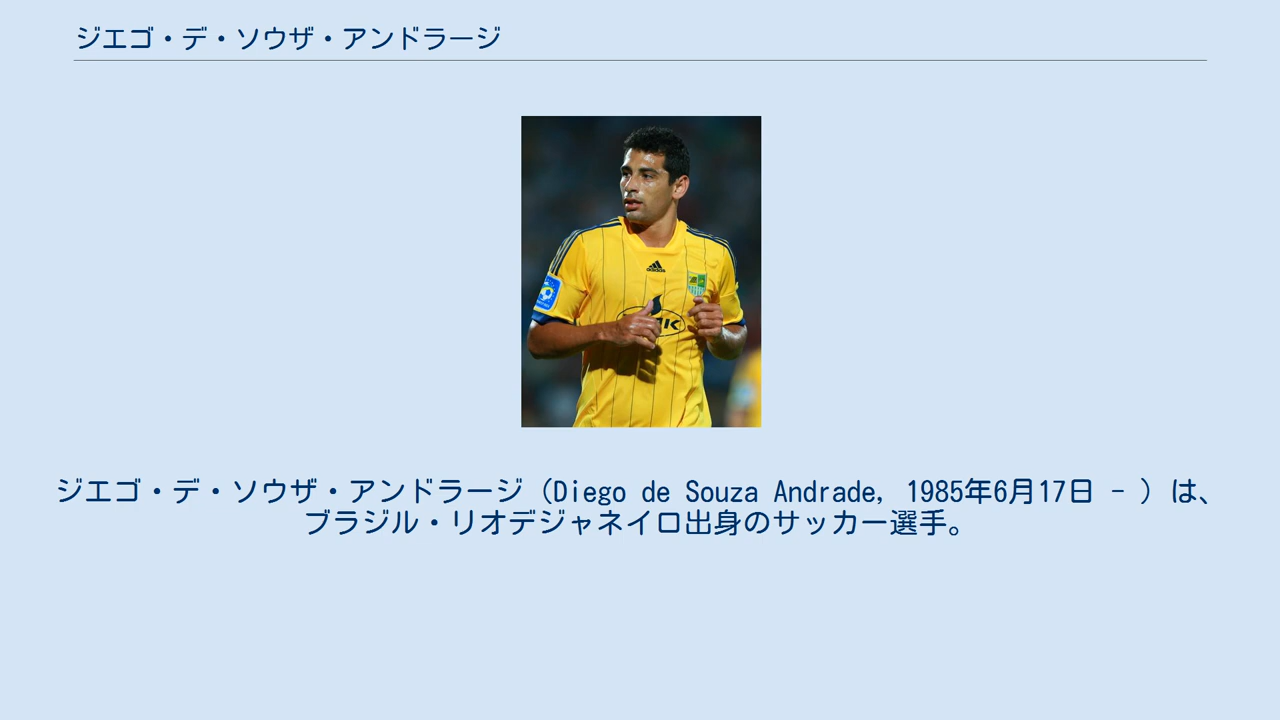 ジエゴ・デ・ソウザ・アンドラージ
adidas
ジエゴ・デ・ソウザ・アンドラージ（Diego de Souza Andrade, 1985年6月17日 - ）は、
ブラジル・リオデジャネイロ出身のサッカー選手。